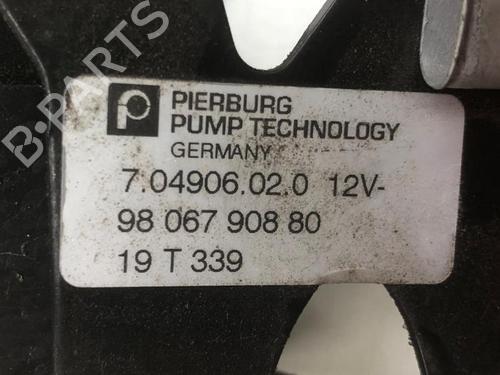 PIERBURG
PUMP TECHNOLOGY
GERMANY
7.04906.02.0 12V-
98 067 908 80
19 T 339
B-PARTS